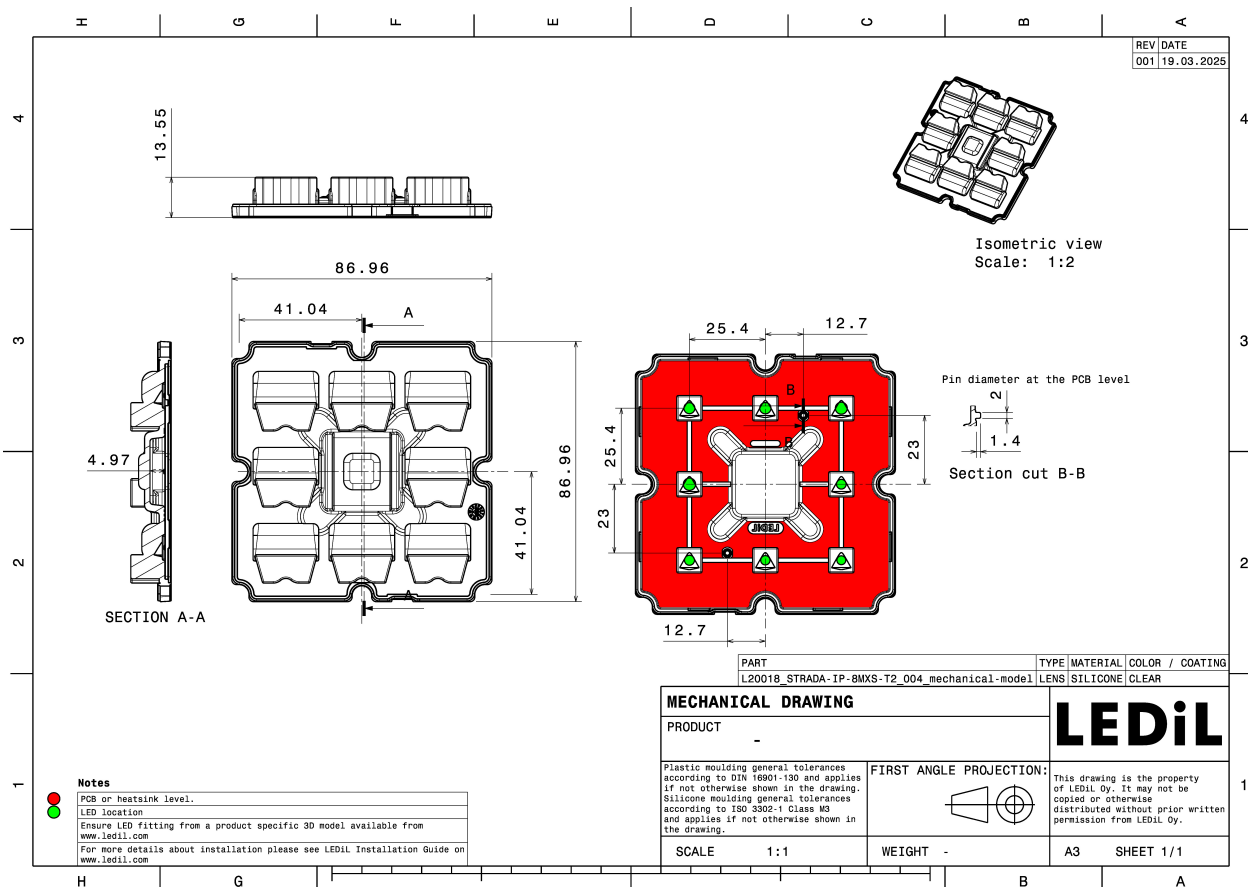 H G F E D C B A
REV DATE
001 19.03.2025
4 4
13.55
Isometric view
Scale: 1:2
86.96
41.04
A
3 3
25.4 12.7
Pin diameter at the PCB level
B
2
1.4
25.4
23
B
Section cut B-B
4.97
86.96
41.04
23
LEDiL
2 2
A
SECTION A-A
12.7
PART TYPE MATERIAL COLOR / COATING
L20018_STRADA-IP-8MXS-T2_004_mechanical-model LENS SILICONE CLEAR
MECHANICAL DRAWING
LEDiL
PRODUCT
-
Plastic moulding general tolerances
according to DIN 16901-130 and applies
if not otherwise shown in the drawing.
Silicone moulding general tolerances
according to ISO 3302-1 Class M3
and applies if not otherwise shown in
the drawing.
FIRST ANGLE PROJECTION:
This drawing is the property
of LEDiL Oy. It may not be
copied or otherwise
distributed without prior written
permission from LEDiL Oy.
1 1
Notes
PCB or heatsink level.
LED location
Ensure LED fitting from a product specific 3D model available from
www.ledil.com
For more details about installation please see LEDiL Installation Guide on
www.ledil.com
SCALE 1:1 WEIGHT - A3 SHEET 1/1
H G B A